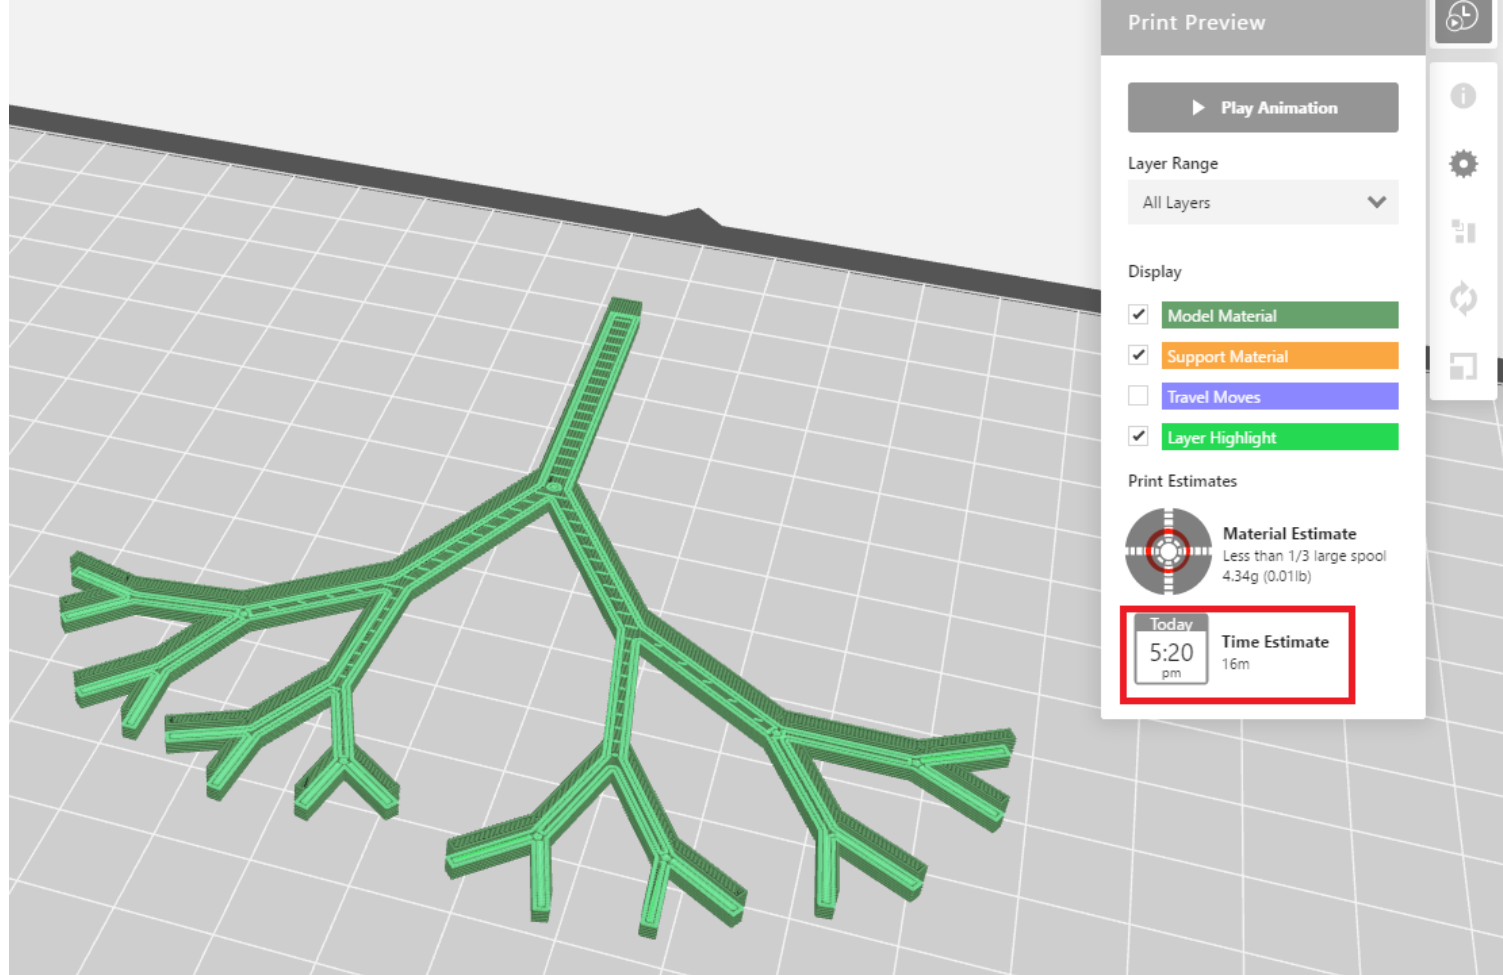 Print Preview
Play Animation
Layer Range
All Layers
Display
Model Material
Support Material
Travel Moves
Layer Highlight
Print Estimates
Material Estimate
Less than 1/3 large spool
4.34g (0.01lb)
Today
5:20
pm
Time Estimate
16m